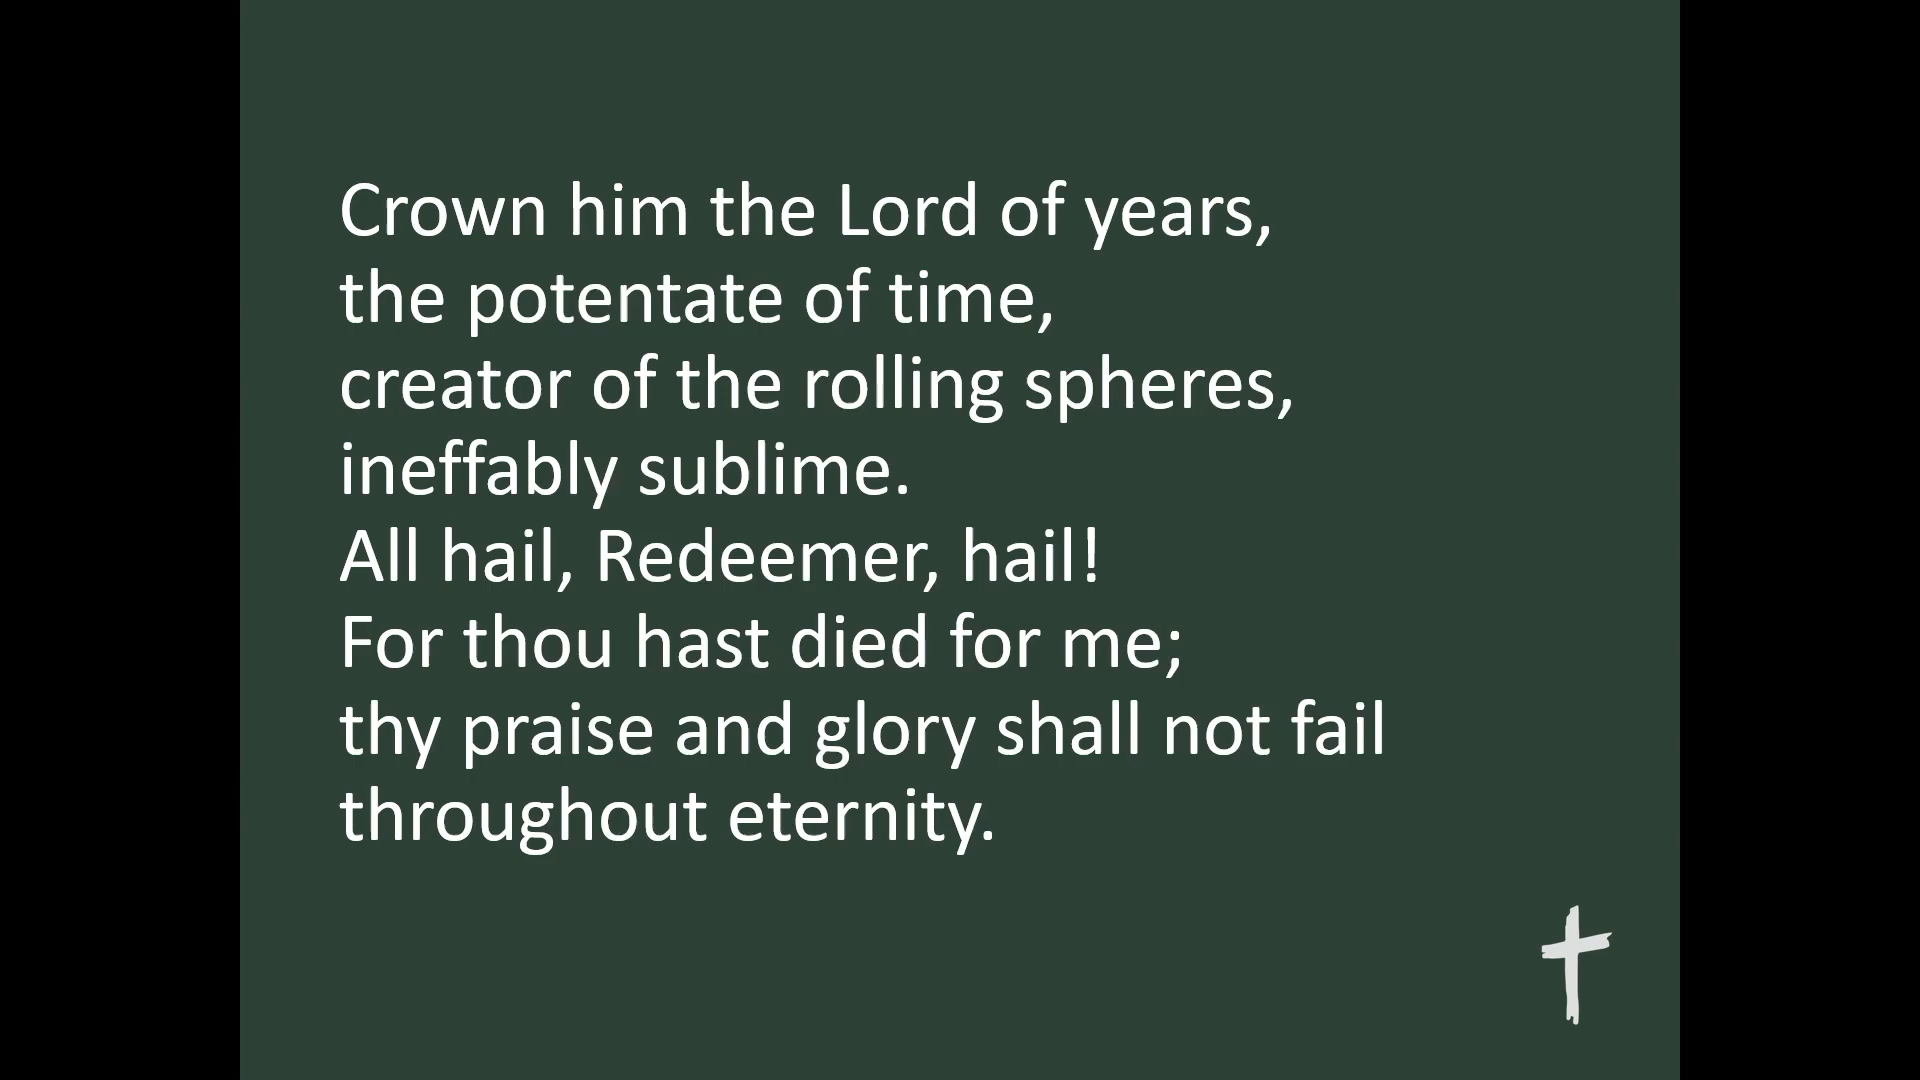 Crown him the Lord of years,
the potentate of time,
creator of the rolling spheres,
ineffably sublime.
All hail, Redeemer, hail!
For thou hast died for me;
thy praise and glory shall not fail
throughout eternity.